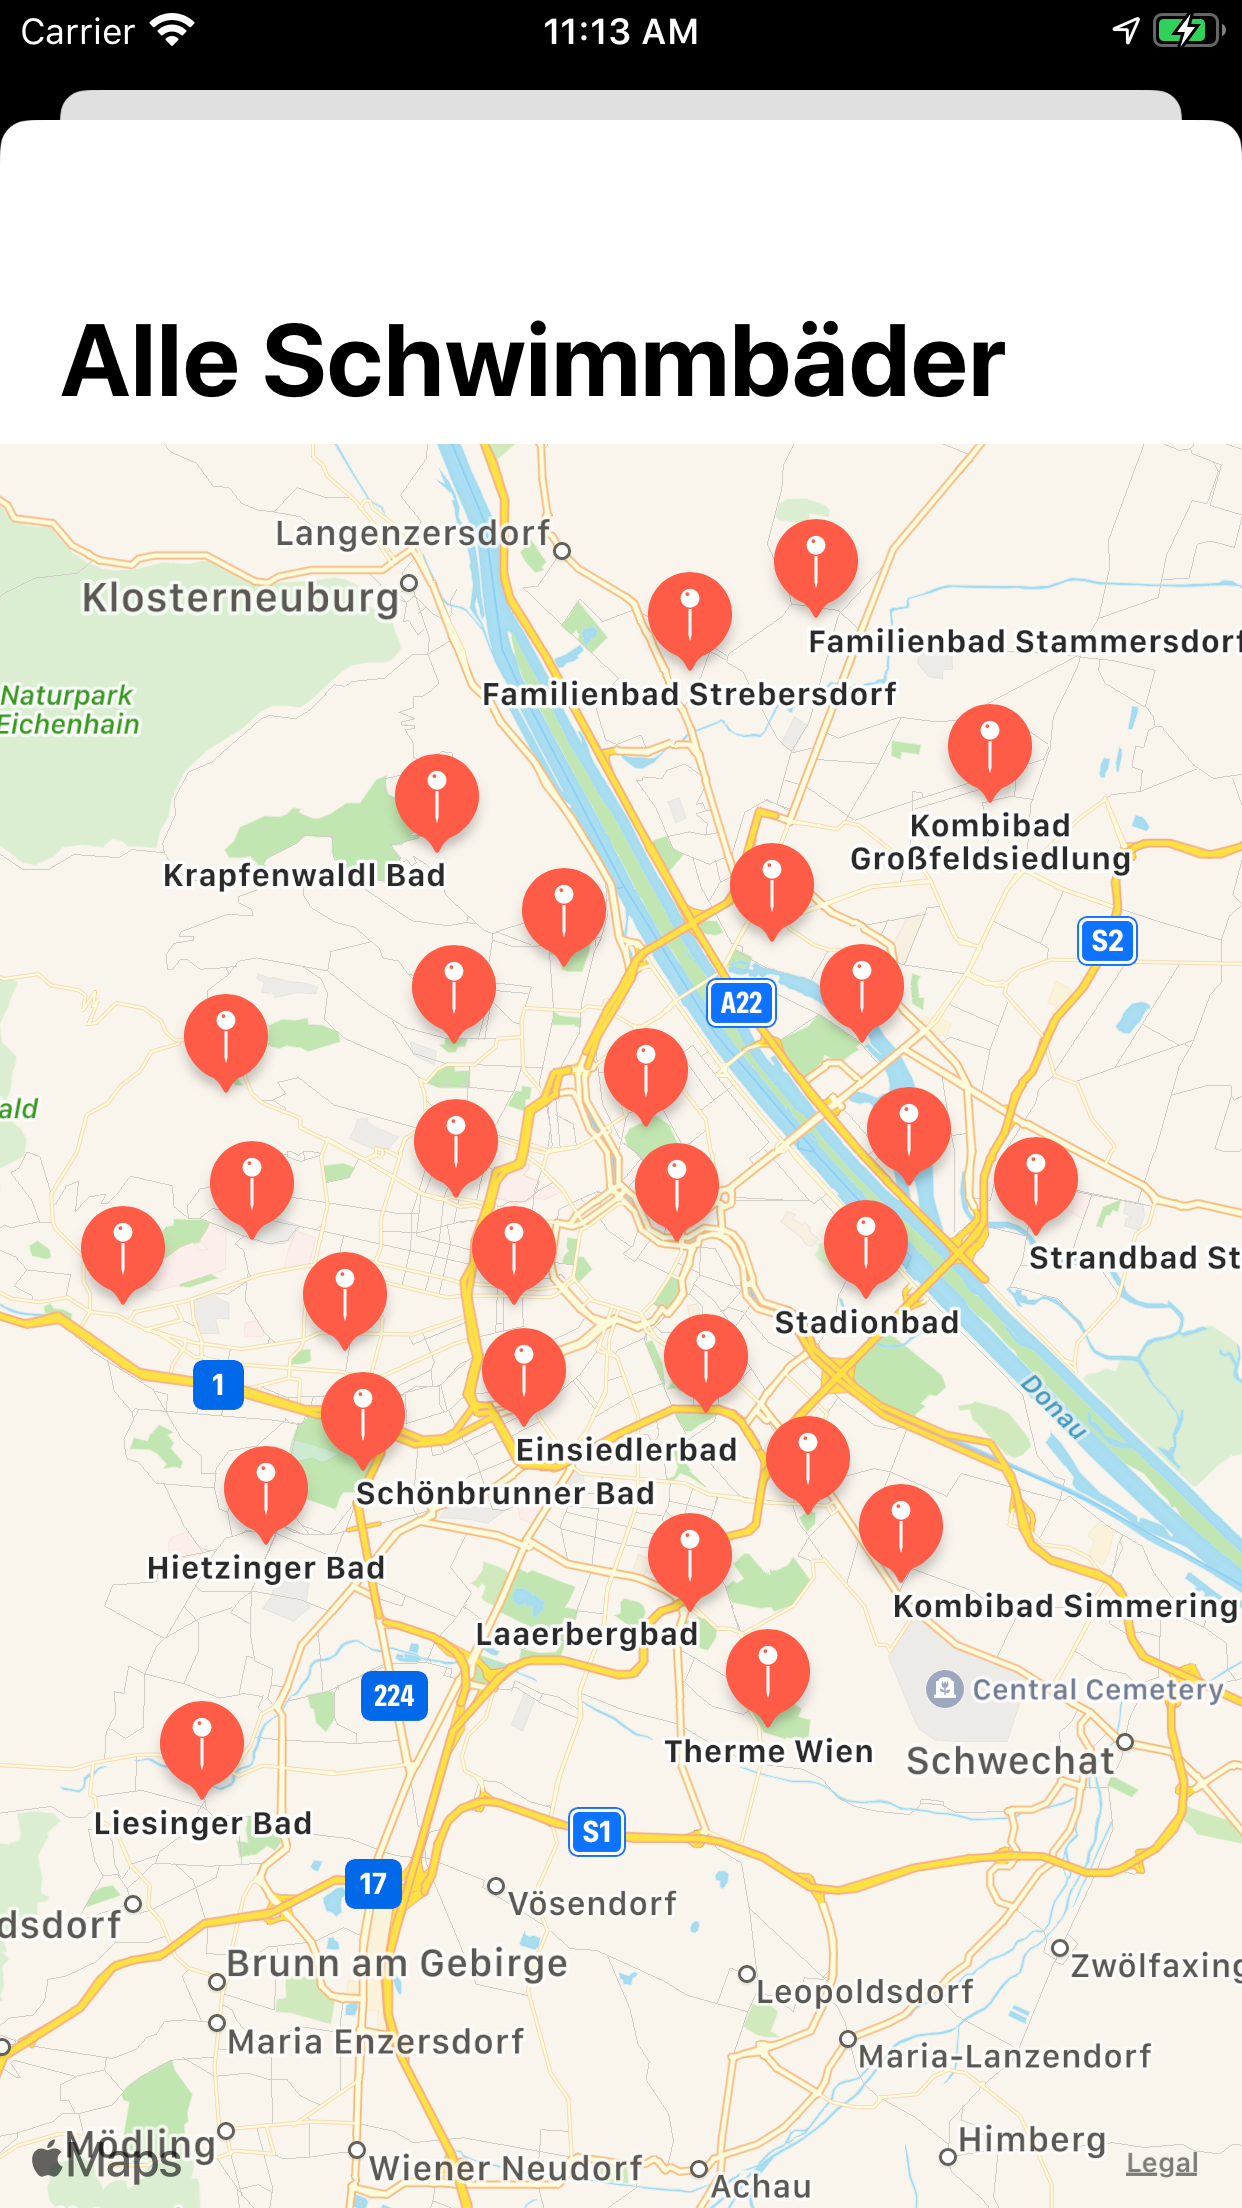 Carrier 11:13 AM
Alle Schwimmbäder
Langenzersdorf
Klosterneuburg
Familienbad Stammersdorf
Naturpark
Eichenhain
Familienbad Strebersdorf
Kombibad
Großfeldsiedlung
Krapfenwaldl Bad
S2
A22
ald
Strandbad St
Stadionbad
1
Donau
Einsiedlerbad
Schönbrunner Bad
Hietzinger Bad
Kombibad Simmering
Laaerbergbad
Central Cemetery
224
Therme Wien
Schwechat
Liesinger Bad
S1
17
Vösendorf
dsdorf
Brunn am Gebirge
Zwölfaxing
Leopoldsdorf
Maria Enzersdorf
Maria-Lanzendorf
Mödling
Himberg
Maps
Legal
Wiener Neudorf
Achau